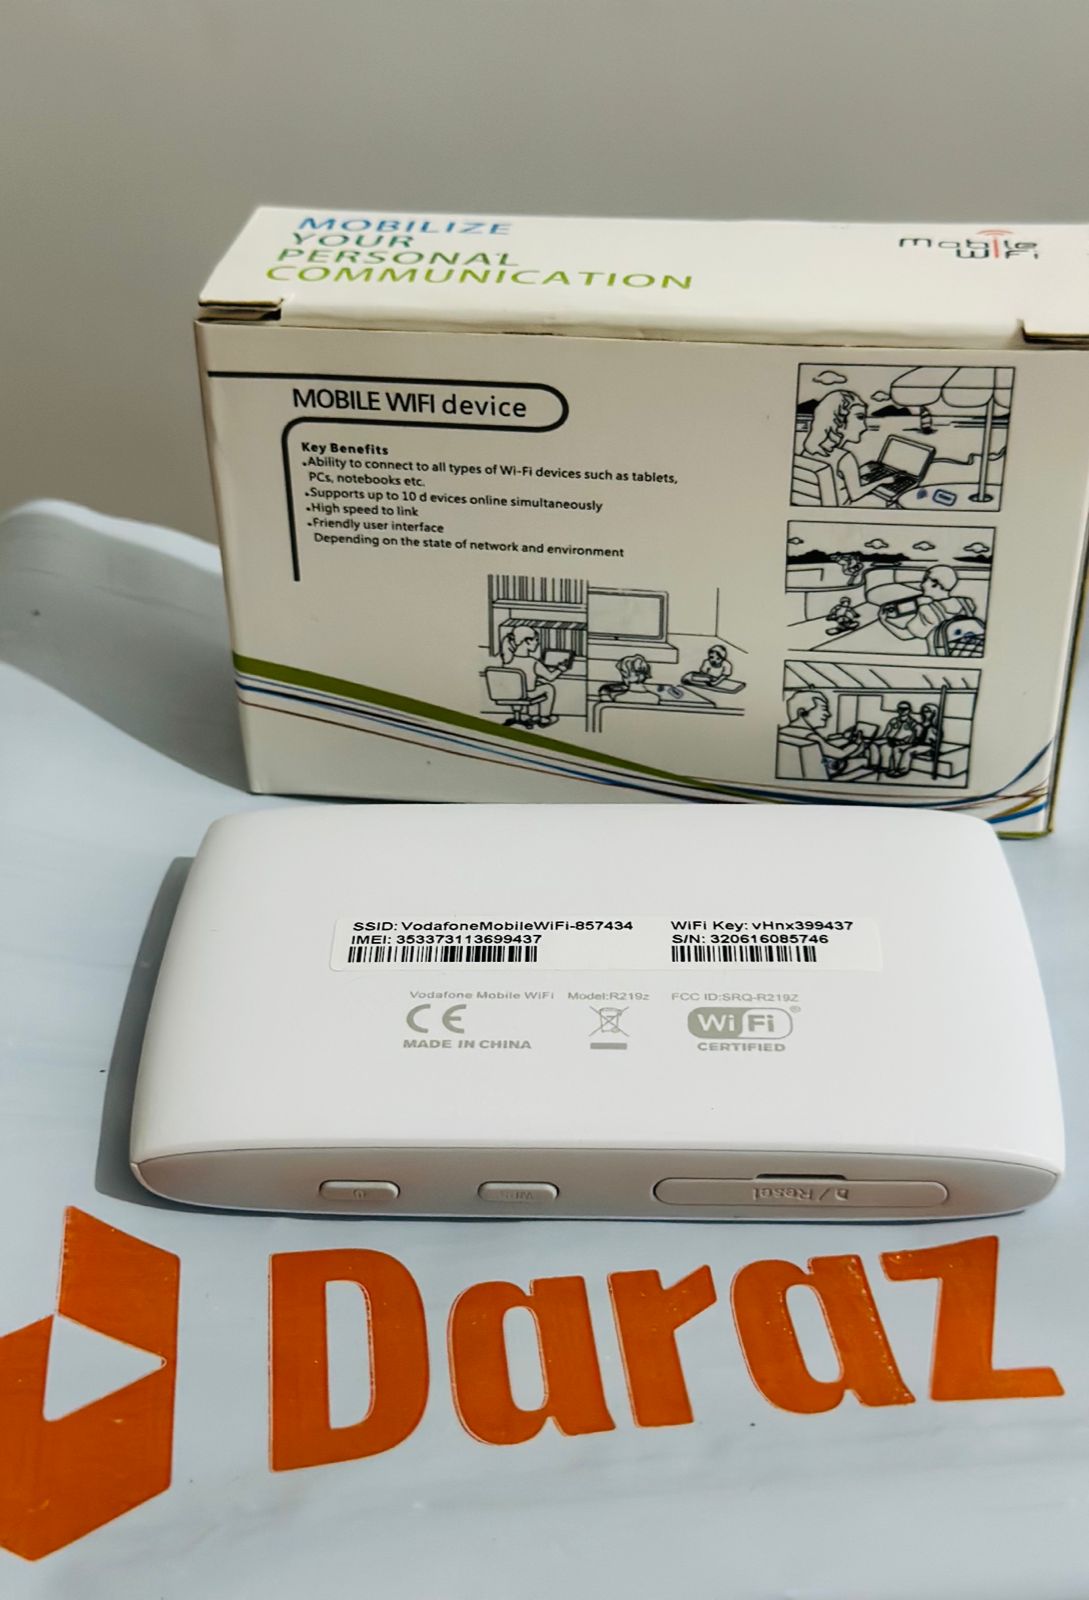 MOBILIZE
YOUR
PERSONAL
COMMUNICATION
mobile
WiFi
MOBILE WIFI device
Key Benefits
•Ability to connect to all types of Wi-Fi devices such as tablets,
PCs, notebooks etc.
•Supports up to 10 d evices online simultaneously
•High speed to link
•Friendly user interface
Depending on the state of network and environment
SSID: VodafoneMobileWiFi-857434 WiFi Key: vHnx399437
IMEI: 353373113699437 S/N: 320616085746
Vodafone Mobile WiFi Model:R219z FCC ID:SRQ-R219Z
CE WiFi®
MADE IN CHINA CERTIFIED
WPS
/ Reset
Daraz